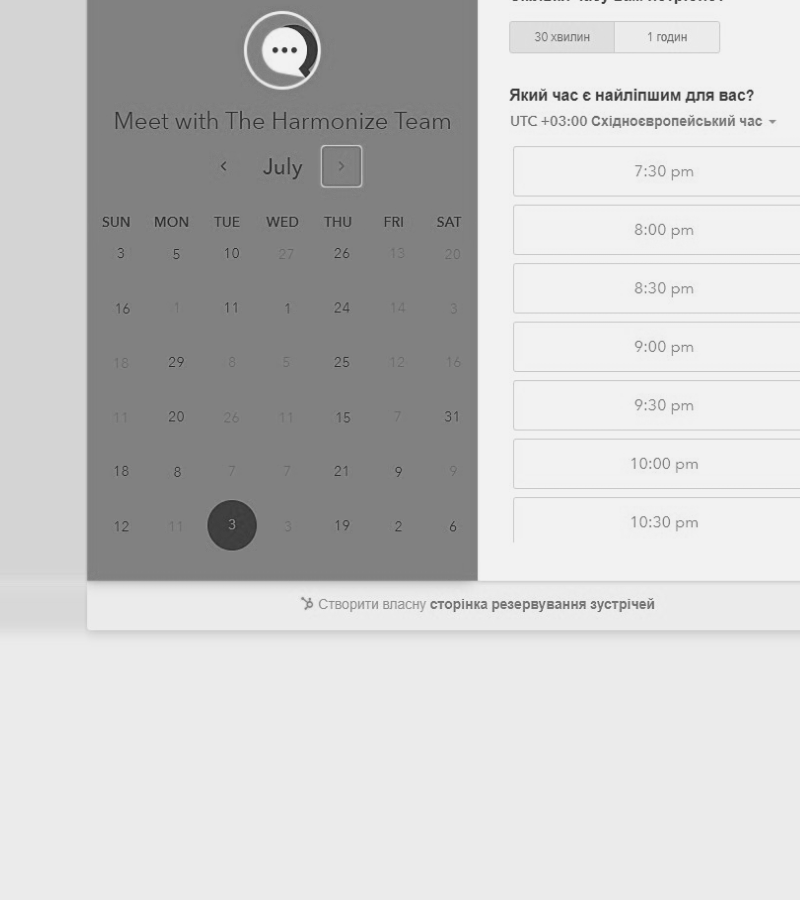 30 хвилин
1 годин
Meet with The Harmonize Team
July
SUN MON TUE WED THU FRI SAT
3 5 10 27 26 13 20
16 1 11 1 24 14 3
18 29 8 5 25 12 16
11 20 26 11 15 7 31
18 8 7 7 21 9 9
12 11 3 3 19 2 6
Який час є найліпшим для вас?
UTC +03:00 Східноєвропейський час
7:30 pm
8:00 pm
8:30 pm
9:00 pm
9:30 pm
10:00 pm
10:30 pm
Створити власну сторінка резервування зустрічей